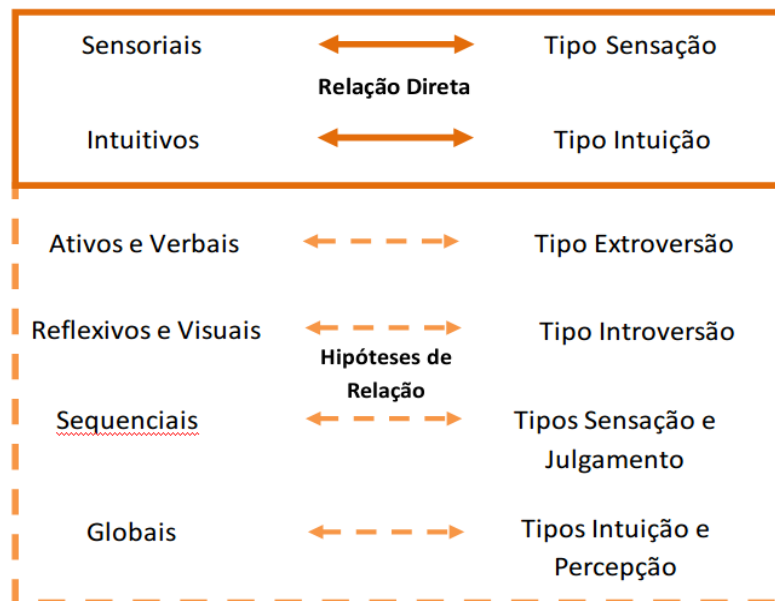 Sensoriais Tipo Sensação
Relação Direta
Intuitivos Tipo Intuição
Ativos e Verbais Tipo Extroversão
Reflexivos e Visuais Tipo Introversão
Hipóteses de
Relação
Sequenciais Tipos Sensação e
Julgamento
Globais Tipos Intuição e
Percepção